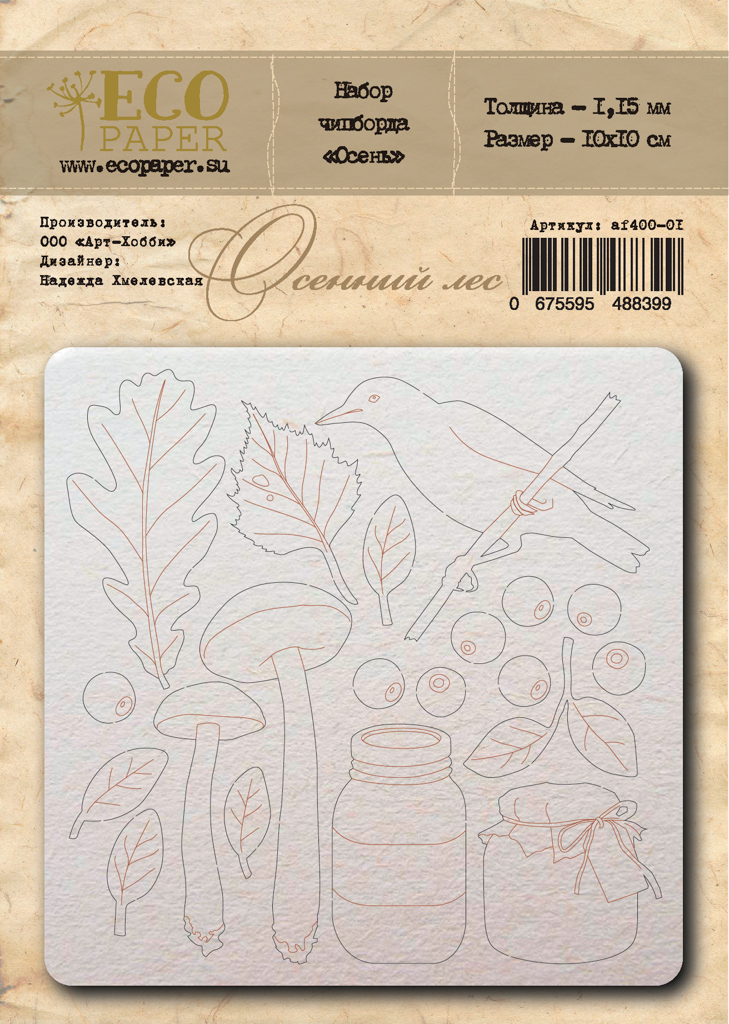 ECO
PAPER
www.ecopaper.su
Набор
чипборда
«Осень»
Толщина – 1,15 мм
Размер – 10х10 см
Производитель:
ООО «Арт-Хобби»
Дизайнер:
Надежда Хмелевская
Осенний лес
Артикул: af400-01
0 675595 488399